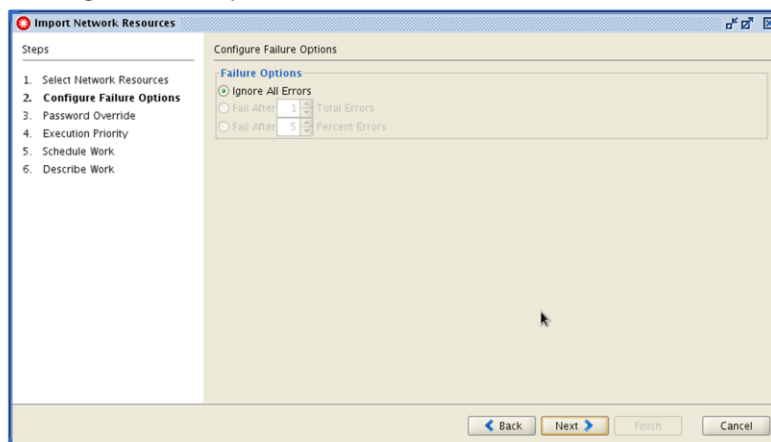 Import Network Resources
Steps
1. Select Network Resources
2. Configure Failure Options
3. Password Override
4. Execution Priority
5. Schedule Work
6. Describe Work
Configure Failure Options
Failure Options
Ignore All Errors
Fail After 1 Total Errors
Fail After 5 Percent Errors
Back Next Finish Cancel